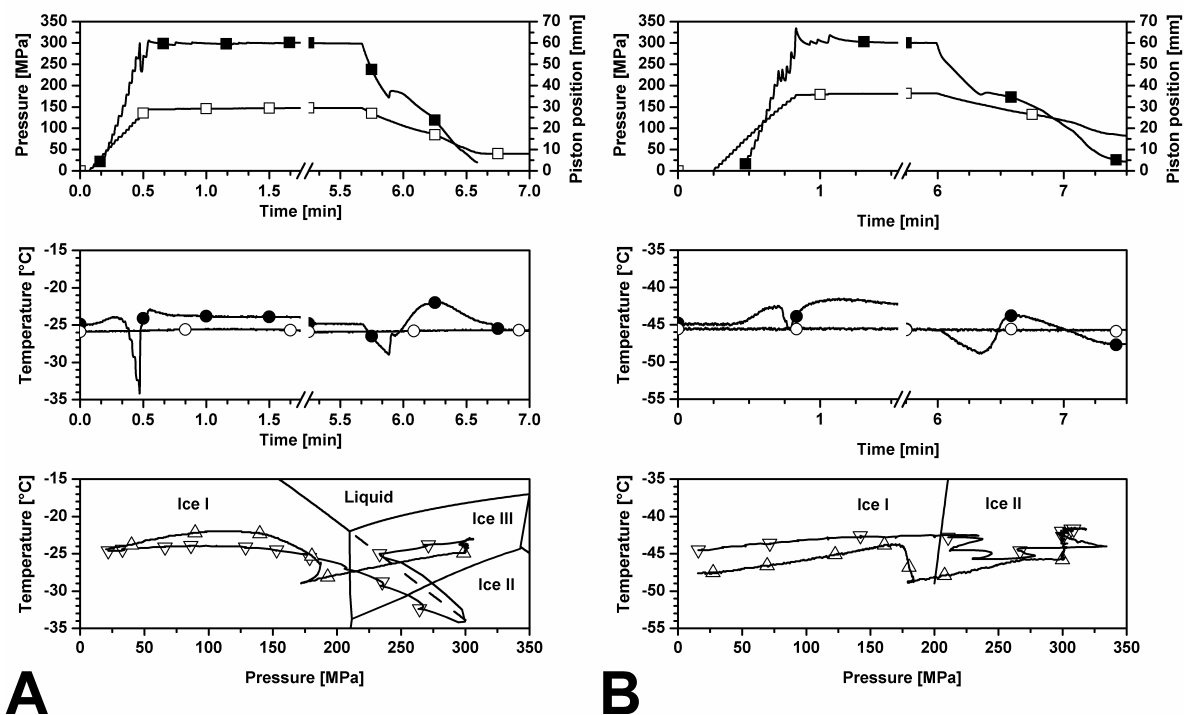 350
300
250
200
150
100
50
0
Pressure [MPa]
70
60
50
40
30
20
10
0
Piston position [mm]
0.0 0.5 1.0 1.5 5.5 6.0 6.5 7.0
Time [min]
-15
-20
-25
-30
-35
Temperature [°C]
0.0 0.5 1.0 1.5 5.5 6.0 6.5 7.0
Time [min]
-15
-20
-25
-30
-35
Temperature [°C]
Ice I
Liquid
Ice III
Ice II
0 50 100 150 200 250 300 350
Pressure [MPa]
A
350
300
250
200
150
100
50
0
Pressure [MPa]
70
60
50
40
30
20
10
0
Piston position [mm]
0 1 6 7
Time [min]
-35
-40
-45
-50
-55
Temperature [°C]
0 1 6 7
Time [min]
-35
-40
-45
-50
-55
Temperature [°C]
Ice I
Ice II
0 50 100 150 200 250 300 350
Pressure [MPa]
B